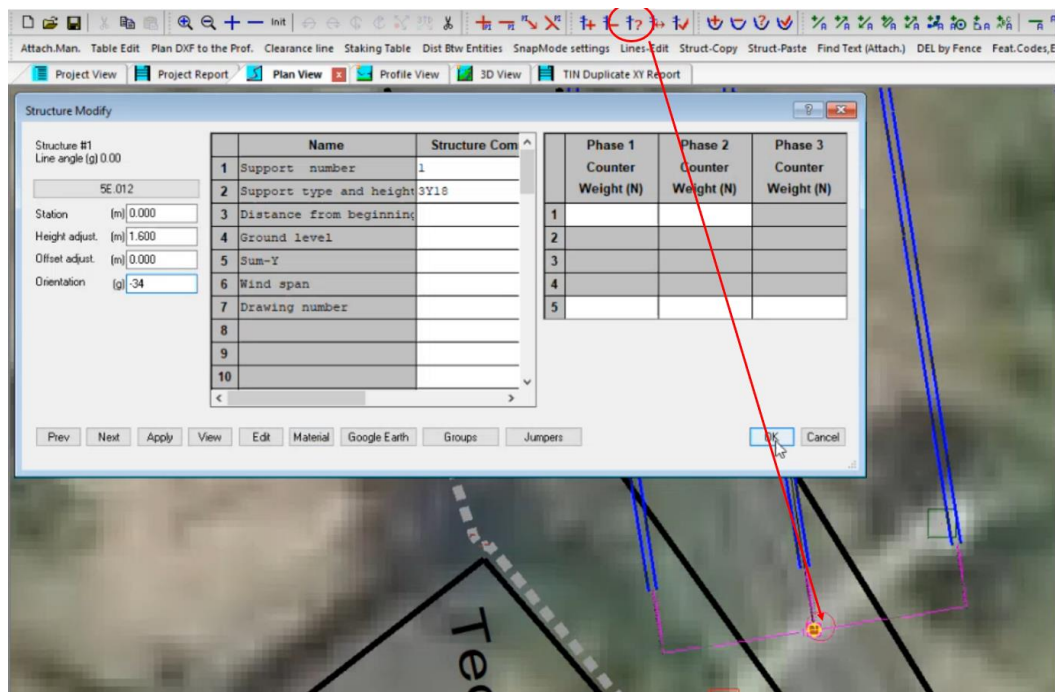 Init
Attach.Man. Table Edit Plan DXF to the Prof. Clearance line Staking Table Dist Btw Entities SnapMode settings Lines-Edit Struct-Copy Struct-Paste Find Text (Attach.) DEL by Fence Feat.Codes,E
Project View Project Report Plan View Profile View 3D View TIN Duplicate XY Report
Structure Modify
Structure #1
Line angle (g) 0.00
5E.012
Station (m) 0.000
Height adjust. (m) 1.600
Offset adjust. (m) 0.000
Orientation (g) -34
Name Structure Com
1 Support number 1
2 Support type and height 3Y18
3 Distance from beginning
4 Ground level
5 Sum-Y
6 Wind span
7 Drawing number
8
9
10
Phase 1 Counter Weight (N) Phase 2 Counter Weight (N) Phase 3 Counter Weight (N)
1
2
3
4
5
Prev Next Apply View Edit Material Google Earth Groups Jumpers OK Cancel
Tec